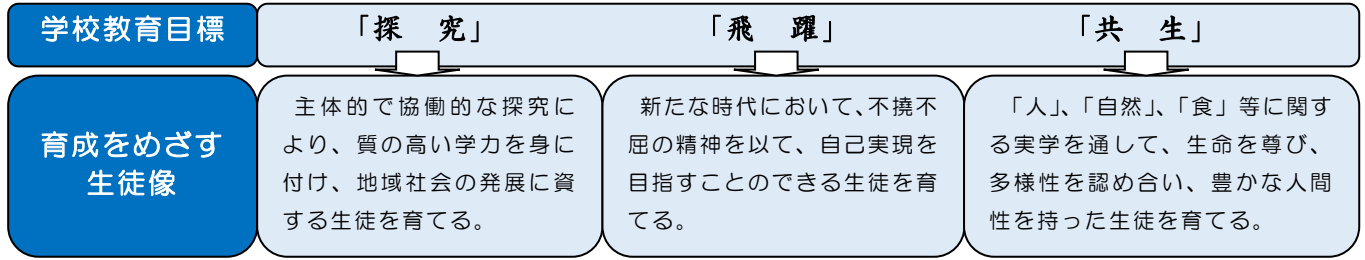 学校教育目標
「探 究」
「飛 躍」
「共 生」
育成をめざす
生徒像
主体的で協働的な探究に
より、質の高い学力を身に
付け、地域社会の発展に資
する生徒を育てる。
新たな時代において、不撓不
屈の精神を以て、自己実現を
目指すことのできる生徒を育
てる。
「人」、「自然」、「食」等に関す
る実学を通して、生命を尊び、
多様性を認め合い、豊かな人間
性を持った生徒を育てる。